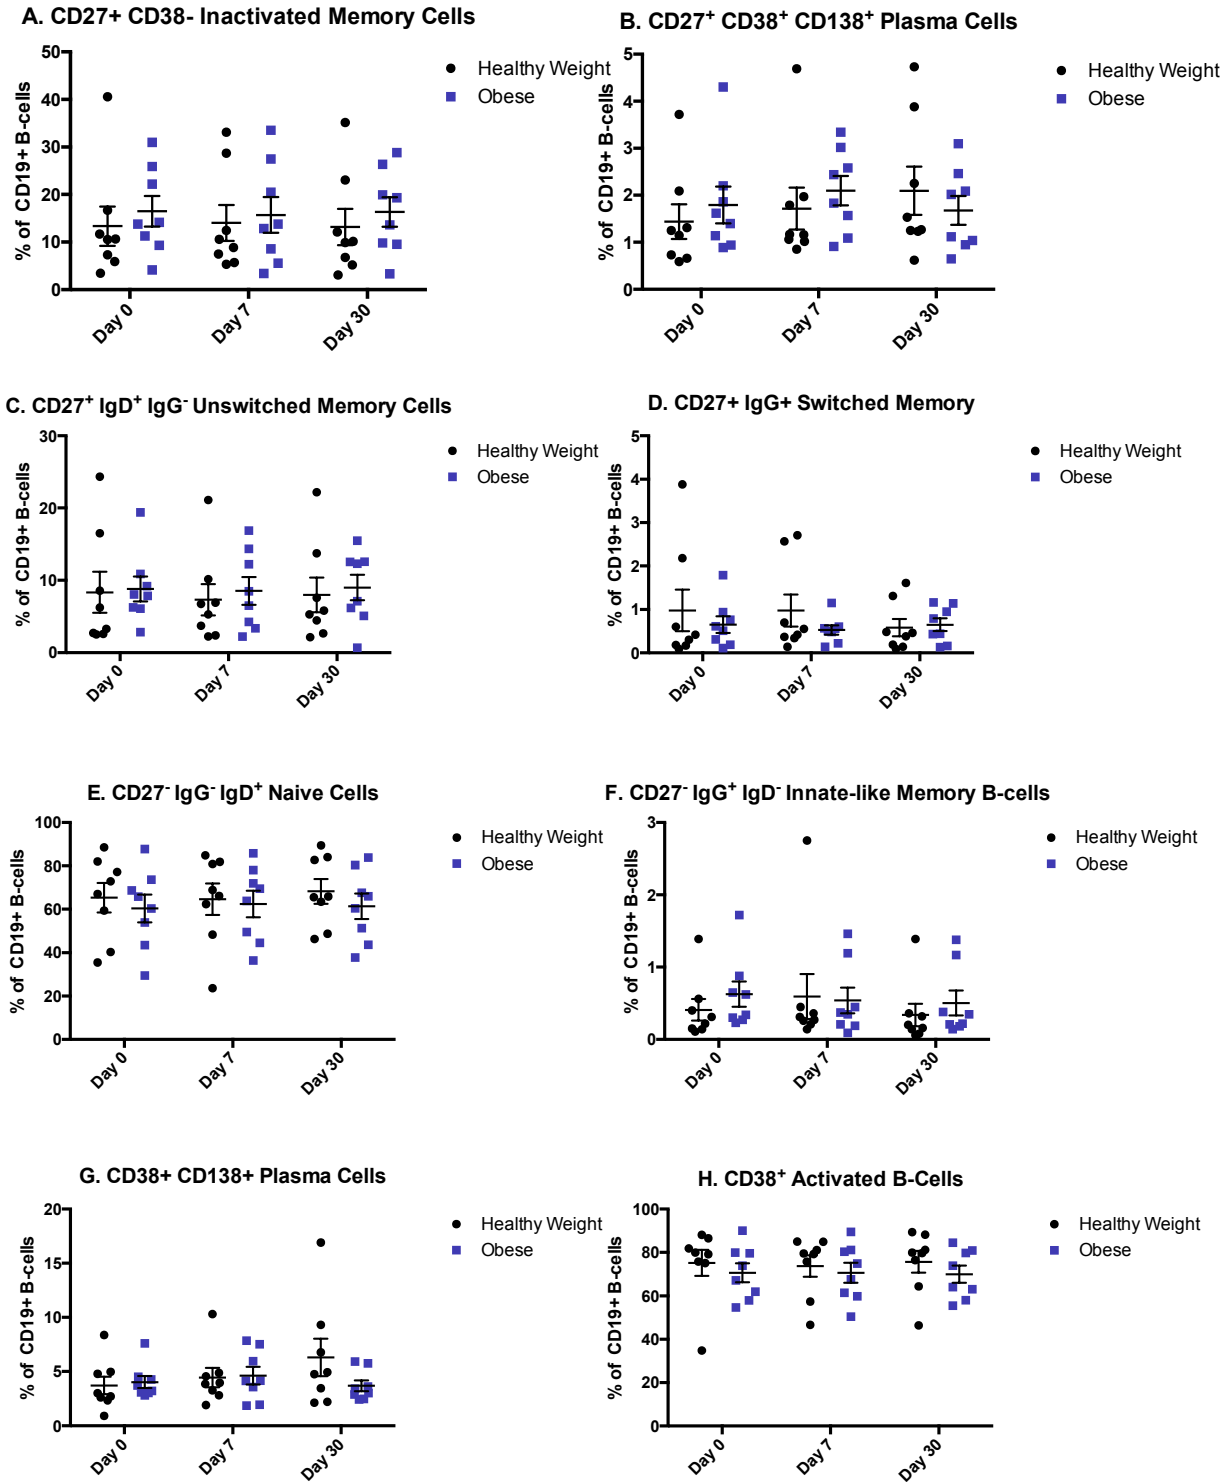 A. CD27+ CD38- Inactivated Memory Cells
50
40
30
20
10
0
% of CD19+ B-cells
Day 0
Day 7
Day 30
Healthy Weight
Obese
B. CD27⁺ CD38⁺ CD138⁺ Plasma Cells
5
4
3
2
1
0
% of CD19+ B-cells
Day 0
Day 7
Day 30
Healthy Weight
Obese
C. CD27⁺ IgD⁺ IgG⁻ Unswitched Memory Cells
30
20
10
0
% of CD19+ B-cells
Day 0
Day 7
Day 30
Healthy Weight
Obese
D. CD27+ IgG+ Switched Memory
5
4
3
2
1
0
% of CD19+ B-cells
Day 0
Day 7
Day 30
Healthy Weight
Obese
E. CD27⁻ IgG⁻ IgD⁺ Naive Cells
100
80
60
40
20
0
% of CD19+ B-cells
Day 0
Day 7
Day 30
Healthy Weight
Obese
F. CD27⁻ IgG⁺ IgD⁻ Innate-like Memory B-cells
3
2
1
0
% of CD19+ B-cells
Day 0
Day 7
Day 30
Healthy Weight
Obese
G. CD38+ CD138+ Plasma Cells
20
15
10
5
0
% of CD19+ B-cells
Day 0
Day 7
Day 30
Healthy Weight
Obese
H. CD38⁺ Activated B-Cells
100
80
60
40
20
0
% of CD19+ B-cells
Day 0
Day 7
Day 30
Healthy Weight
Obese